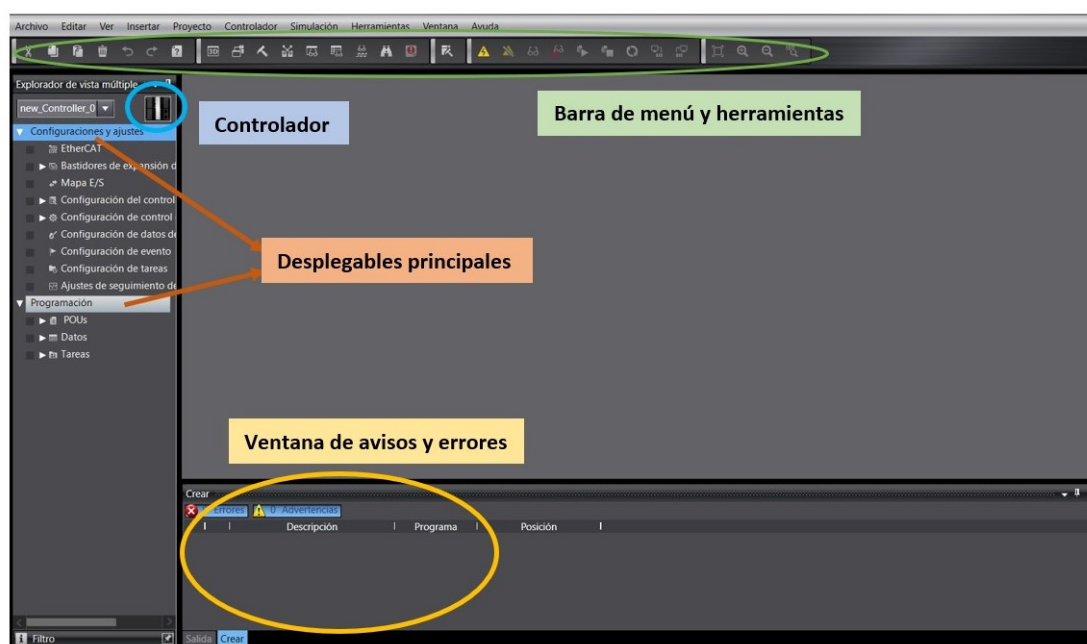 Archivo Editar Ver Insertar Proyecto Controlador Simulación Herramientas Ventana Ayuda
Explorador de vista múltiple
new_Controller_0
Controlador
Barra de menú y herramientas
Configuraciones y ajustes
EtherCAT
Bastidores de expansión d
Mapa E/S
Configuración del control
Configuración de control
Configuración de datos de
Configuración de evento
Configuración de tareas
Ajustes de seguimiento de
Desplegables principales
Programación
POUs
Datos
Tareas
Ventana de avisos y errores
Crear
Errores 0 Advertencias
Descripción Programa Posición
Filtro
Salida Crear